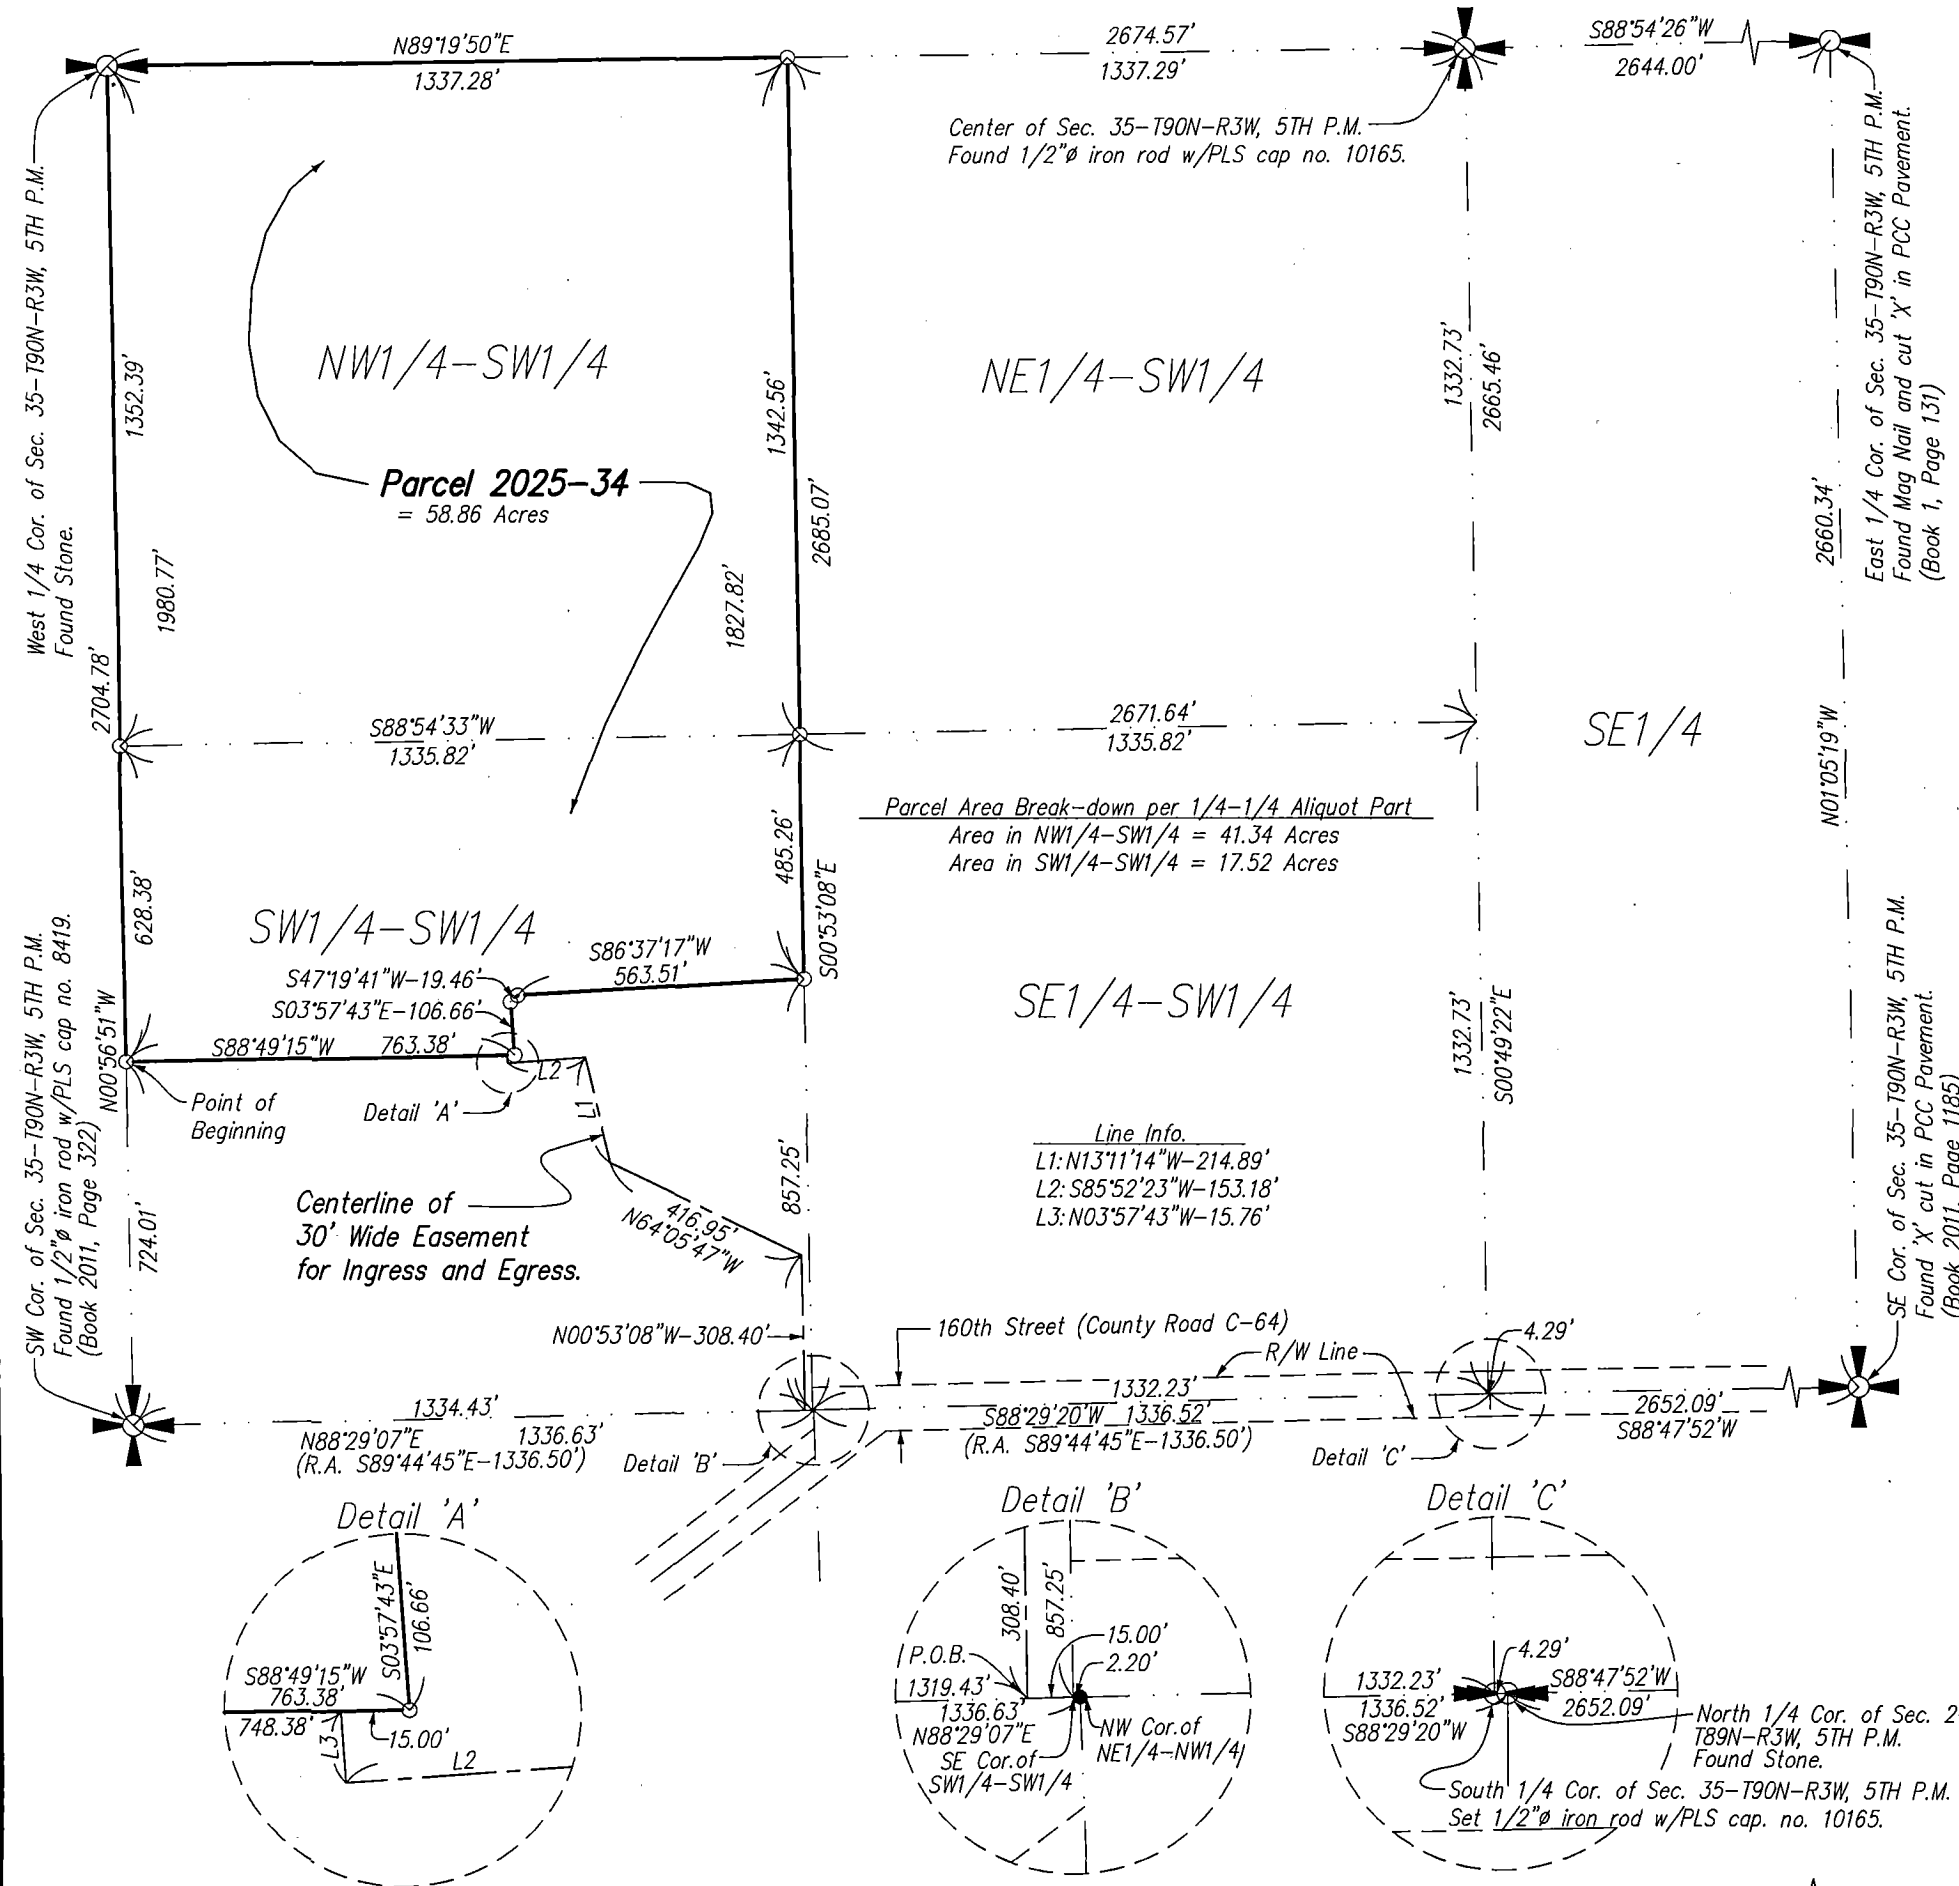 N89°19'50"E
1337.28'
2674.57'
1337.29'
S88°54'26"W
2644.00'
West 1/4 Cor. of Sec. 35-T90N-R3W, 5TH P.M.
Found Stone.
Center of Sec. 35-T90N-R3W, 5TH P.M.
Found 1/2"ø iron rod w/PLS cap no. 10165.
East 1/4 Cor. of Sec. 35-T90N-R3W, 5TH P.M.
Found Mag Nail and cut 'X' in PCC Pavement.
(Book 1, Page 131)
NW1/4-SW1/4
NE1/4-SW1/4
1352.39'
1342.56'
1332.73'
2665.46'
Parcel 2025-34
= 58.86 Acres
1980.77'
2704.78'
1827.82'
2685.07'
2660.34'
S88°54'33"W
1335.82'
2671.64'
1335.82'
SE1/4
N01°05'19"W
Parcel Area Break-down per 1/4-1/4 Aliquot Part
Area in NW1/4-SW1/4 = 41.34 Acres
Area in SW1/4-SW1/4 = 17.52 Acres
628.38'
485.26'
S00°53'08"E
SW1/4-SW1/4
S86°37'17"W
563.51'
S47°19'41"W-19.46'
S03°57'43"E-106.66'
SE1/4-SW1/4
SW Cor. of Sec. 35-T90N-R3W, 5TH P.M.
Found 1/2"ø iron rod w/PLS cap no. 8419.
(Book 2011, Page 322)
N00°56'51"W
S88°49'15"W 763.38'
L2
L1
Point of
Beginning
Detail 'A'
1332.73'
S00°49'22"E
SE Cor. of Sec. 35-T90N-R3W, 5TH P.M.
Found 'X' cut in PCC Pavement.
(Book 2011, Page 1185)
Line Info.
L1: N13°11'14"W-214.89'
L2: S85°52'23"W-153.18'
L3: N03°57'43"W-15.76'
Centerline of
30' Wide Easement
for Ingress and Egress.
724.01'
416.95'
N64°05'47"W
857.25'
N00°53'08"W-308.40'
160th Street (County Road C-64)
R/W Line
4.29'
1334.43'
N88°29'07"E 1336.63'
(R.A. S89°44'45"E-1336.50')
Detail 'B'
1332.23'
S88°29'20"W 1336.52'
(R.A. S89°44'45"E-1336.50')
Detail 'C'
2652.09'
S88°47'52"W
Detail 'A'
S03°57'43"E
106.66'
S88°49'15"W
763.38'
748.38'
15.00'
L3
L2
Detail 'B'
308.40'
857.25'
15.00'
2.20'
P.O.B.
1319.43'
1336.63'
N88°29'07"E
SE Cor. of
SW1/4-SW1/4
NW Cor. of
NE1/4-NW1/4
Detail 'C'
4.29'
1332.23'
1336.52'
S88°29'20"W
S88°47'52"W
2652.09'
North 1/4 Cor. of Sec. 2
T89N-R3W, 5TH P.M.
Found Stone.
South 1/4 Cor. of Sec. 35-T90N-R3W, 5TH P.M.
Set 1/2"ø iron rod w/PLS cap. no. 10165.